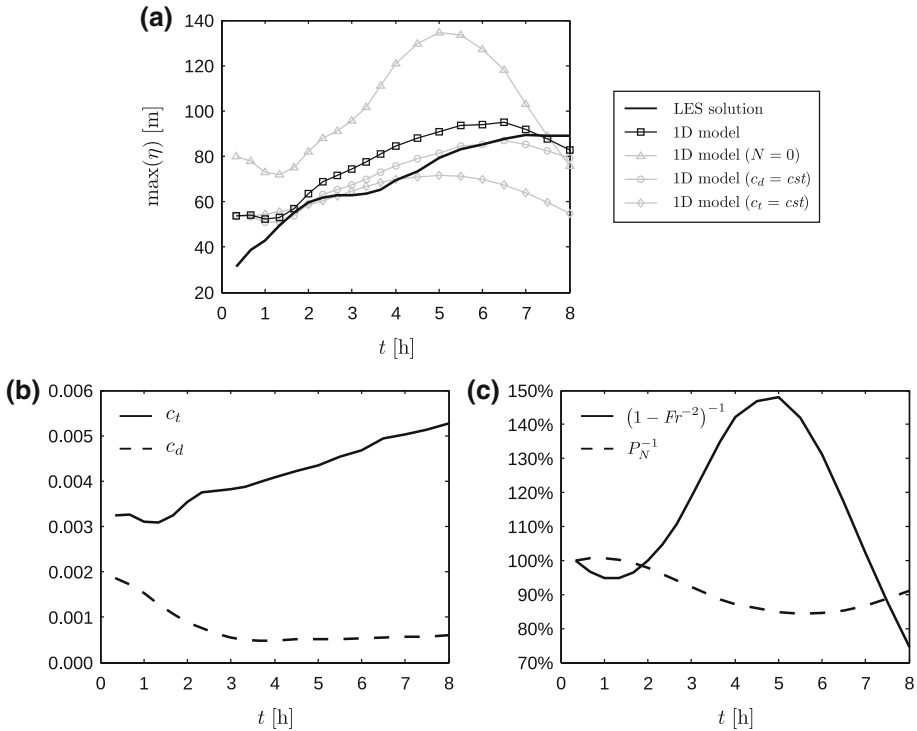 (a)
max(η) [m]
140
120
100
80
60
40
20
0 1 2 3 4 5 6 7 8
t [h]
LES solution
1D model
1D model (N = 0)
1D model (c_d = cst)
1D model (c_t = cst)
(b)
0.006
0.005
0.004
0.003
0.002
0.001
0.000
c_t
c_d
0 1 2 3 4 5 6 7 8
t [h]
(c)
150%
140%
130%
120%
110%
100%
90%
80%
70%
(1 − Fr⁻²)⁻¹
P_N⁻¹
0 1 2 3 4 5 6 7 8
t [h]